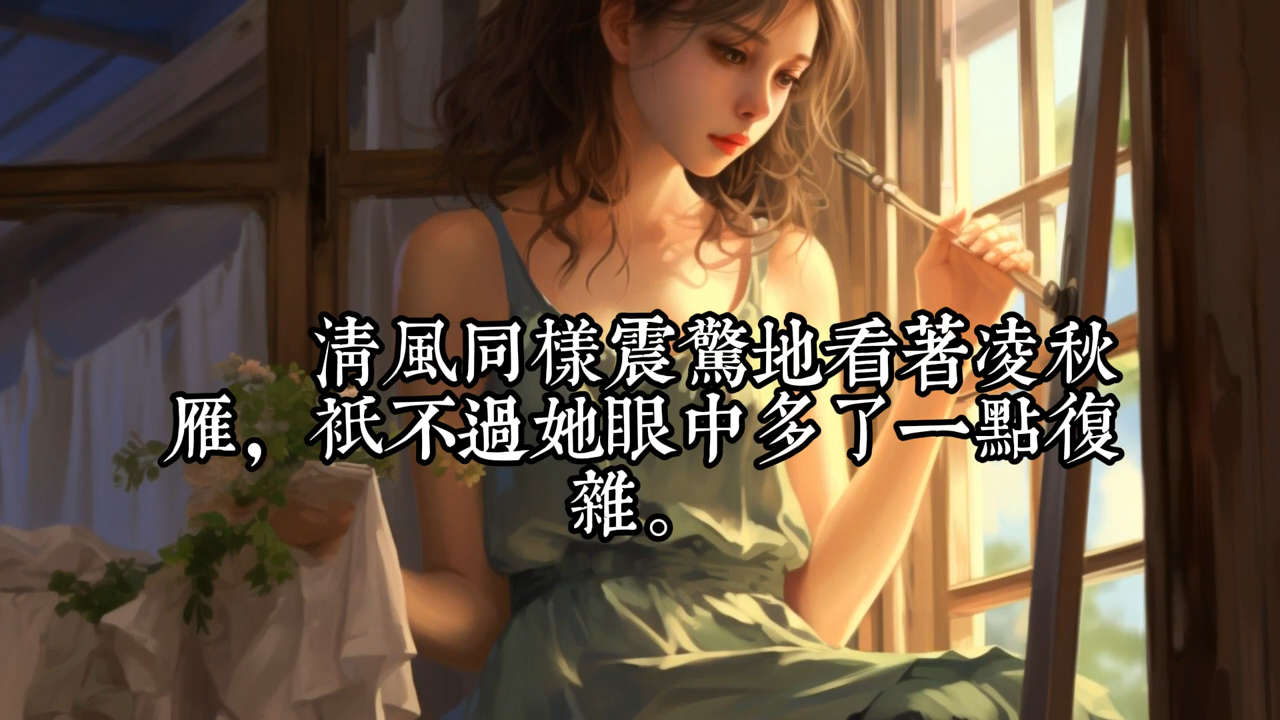 清風同樣震驚地看著凌秋
雁，衹不過她眼中多了一點復
雜。